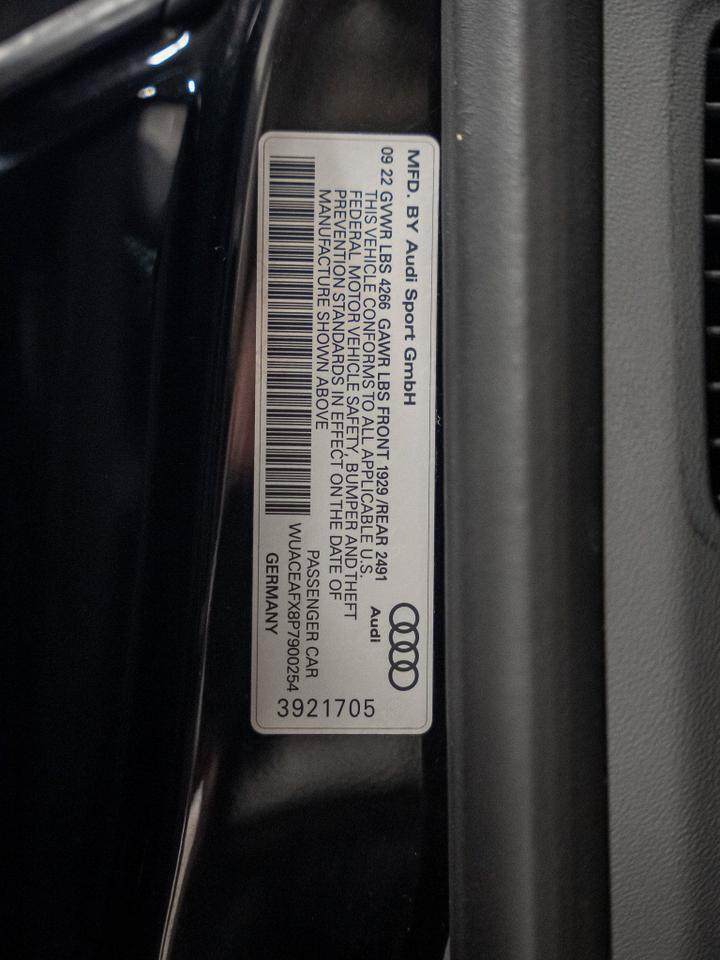 MFD. BY Audi Sport GmbH
09 22 GVWR LBS 4266 GAWR LBS FRONT 1929 /REAR 2491
THIS VEHICLE CONFORMS TO ALL APPLICABLE U.S.
FEDERAL MOTOR VEHICLE SAFETY, BUMPER AND THEFT
PREVENTION STANDARDS IN EFFECT ON THE DATE OF
MANUFACTURE SHOWN ABOVE
Audi
PASSENGER CAR
WUACEAFX8P7900254
GERMANY
3921705